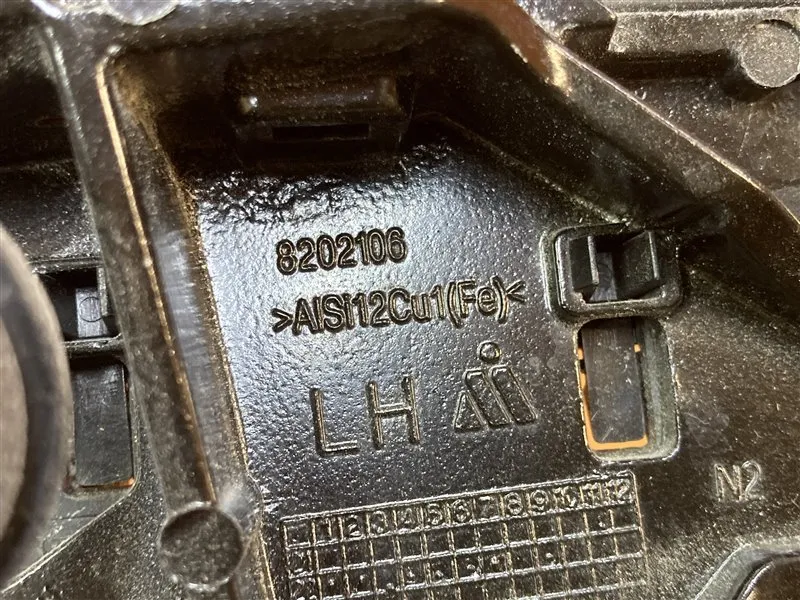 8202106
>AlSi12Cu1(Fe)<
LH
N2
1 2 3 4 5 6 7 8 9 10 11 12